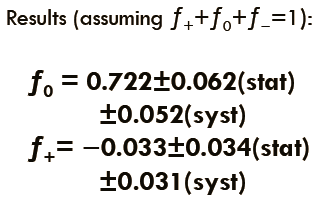 Results (assuming f₊+f₀+f₋=1):
f₀ = 0.722±0.062(stat)
±0.052(syst)
f₊= −0.033±0.034(stat)
±0.031(syst)